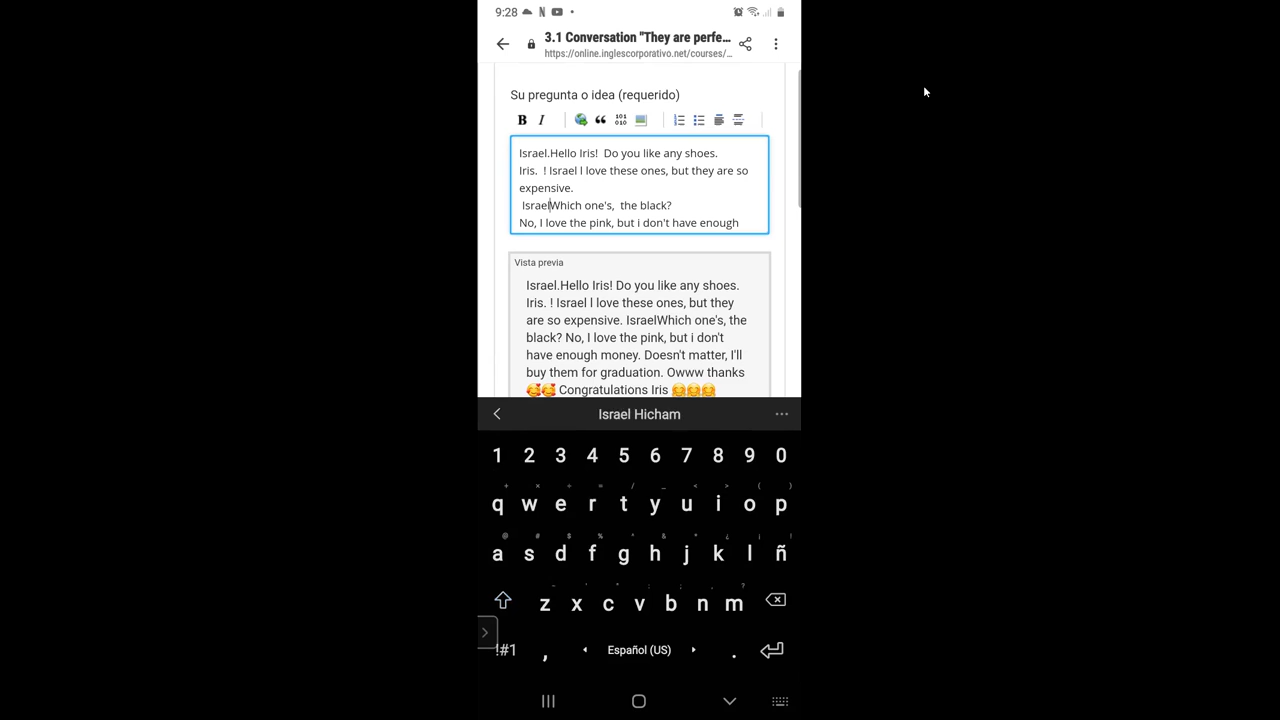 9:28
3.1 Conversation "They are perfe...
https://online.inglescorporativo.net/courses/...
Su pregunta o idea (requerido)
B I
101
010
Israel.Hello Iris!  Do you like any shoes.
Iris.  ! Israel I love these ones, but they are so
expensive.
IsraelWhich one's,  the black?
No, I love the pink, but i don't have enough
Vista previa
Israel.Hello Iris! Do you like any shoes.
Iris. ! Israel I love these ones, but they
are so expensive. IsraelWhich one's, the
black? No, I love the pink, but i don't
have enough money. Doesn't matter, I'll
buy them for graduation. Owww thanks
🥰🥰 Congratulations Iris 🤗🤗🤗
Israel Hicham
1 2 3 4 5 6 7 8 9 0
q w e r t y u i o p
a s d f g h j k l ñ
z x c v b n m
!#1 , Español (US) .